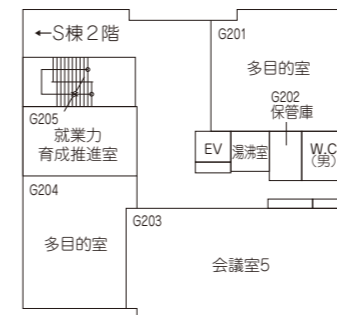 ←S棟２階
G201
多目的室
G202
保管庫
G205
就業力
育成推進室
EV
湯沸室
W.C
(男)
G204
多目的室
G203
会議室5